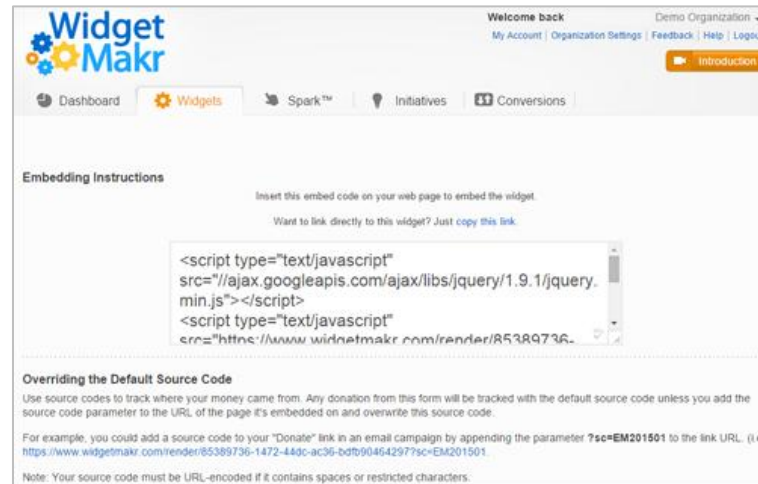 Widget
Makr
Welcome back
Demo Organization
My Account | Organization Settings | Feedback | Help | Logou
Introduction
Dashboard
Widgets
Spark™
Initiatives
Conversions
Embedding Instructions
Insert this embed code on your web page to embed the widget.
Want to link directly to this widget? Just copy this link.
<script type="text/javascript"
src="//ajax.googleapis.com/ajax/libs/jquery/1.9.1/jquery.
min.js"></script>
<script type="text/javascript"
src="https://www.widgetmakr.com/render/85389736-
Overriding the Default Source Code
Use source codes to track where your money came from. Any donation from this form will be tracked with the default source code unless you add the
source code parameter to the URL of the page it's embedded on and overwrite this source code.
For example, you could add a source code to your "Donate" link in an email campaign by appending the parameter ?sc=EM201501 to the link URL. (i.
https://www.widgetmakr.com/render/85389736-1472-44dc-ac36-bdfb90464297?sc=EM201501.
Note: Your source code must be URL-encoded if it contains spaces or restricted characters.